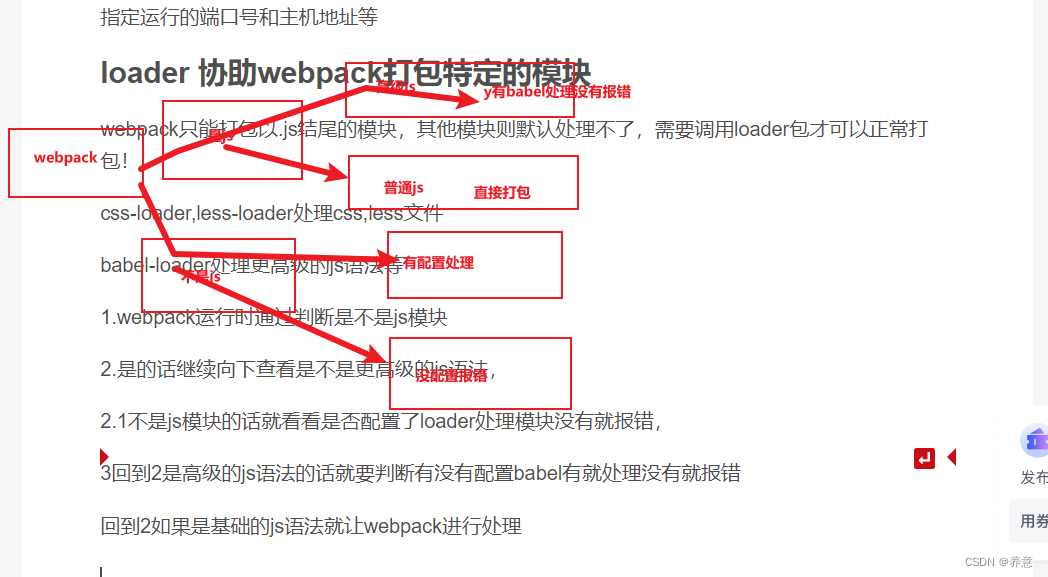 指定运行的端口号和主机地址等
loader 协助webpack打包特定的模块
高级js
y有babel处理没有报错
webpack只能打包以.js结尾的模块，其他模块则默认处理不了，需要调用loader包才可以正常打
是js
webpack
包！
普通js
直接打包
css-loader,less-loader处理css,less文件
babel-loader处理更高级的js语法等
有配置处理
不是js
1.webpack运行时通过判断是不是js模块
2.是的话继续向下查看是不是更高级的js语法，
没配置报错
2.1不是js模块的话就看看是否配置了loader处理模块没有就报错，
3回到2是高级的js语法的话就要判断有没有配置babel有就处理没有就报错
发布
回到2如果是基础的js语法就让webpack进行处理
用券
CSDN @养意